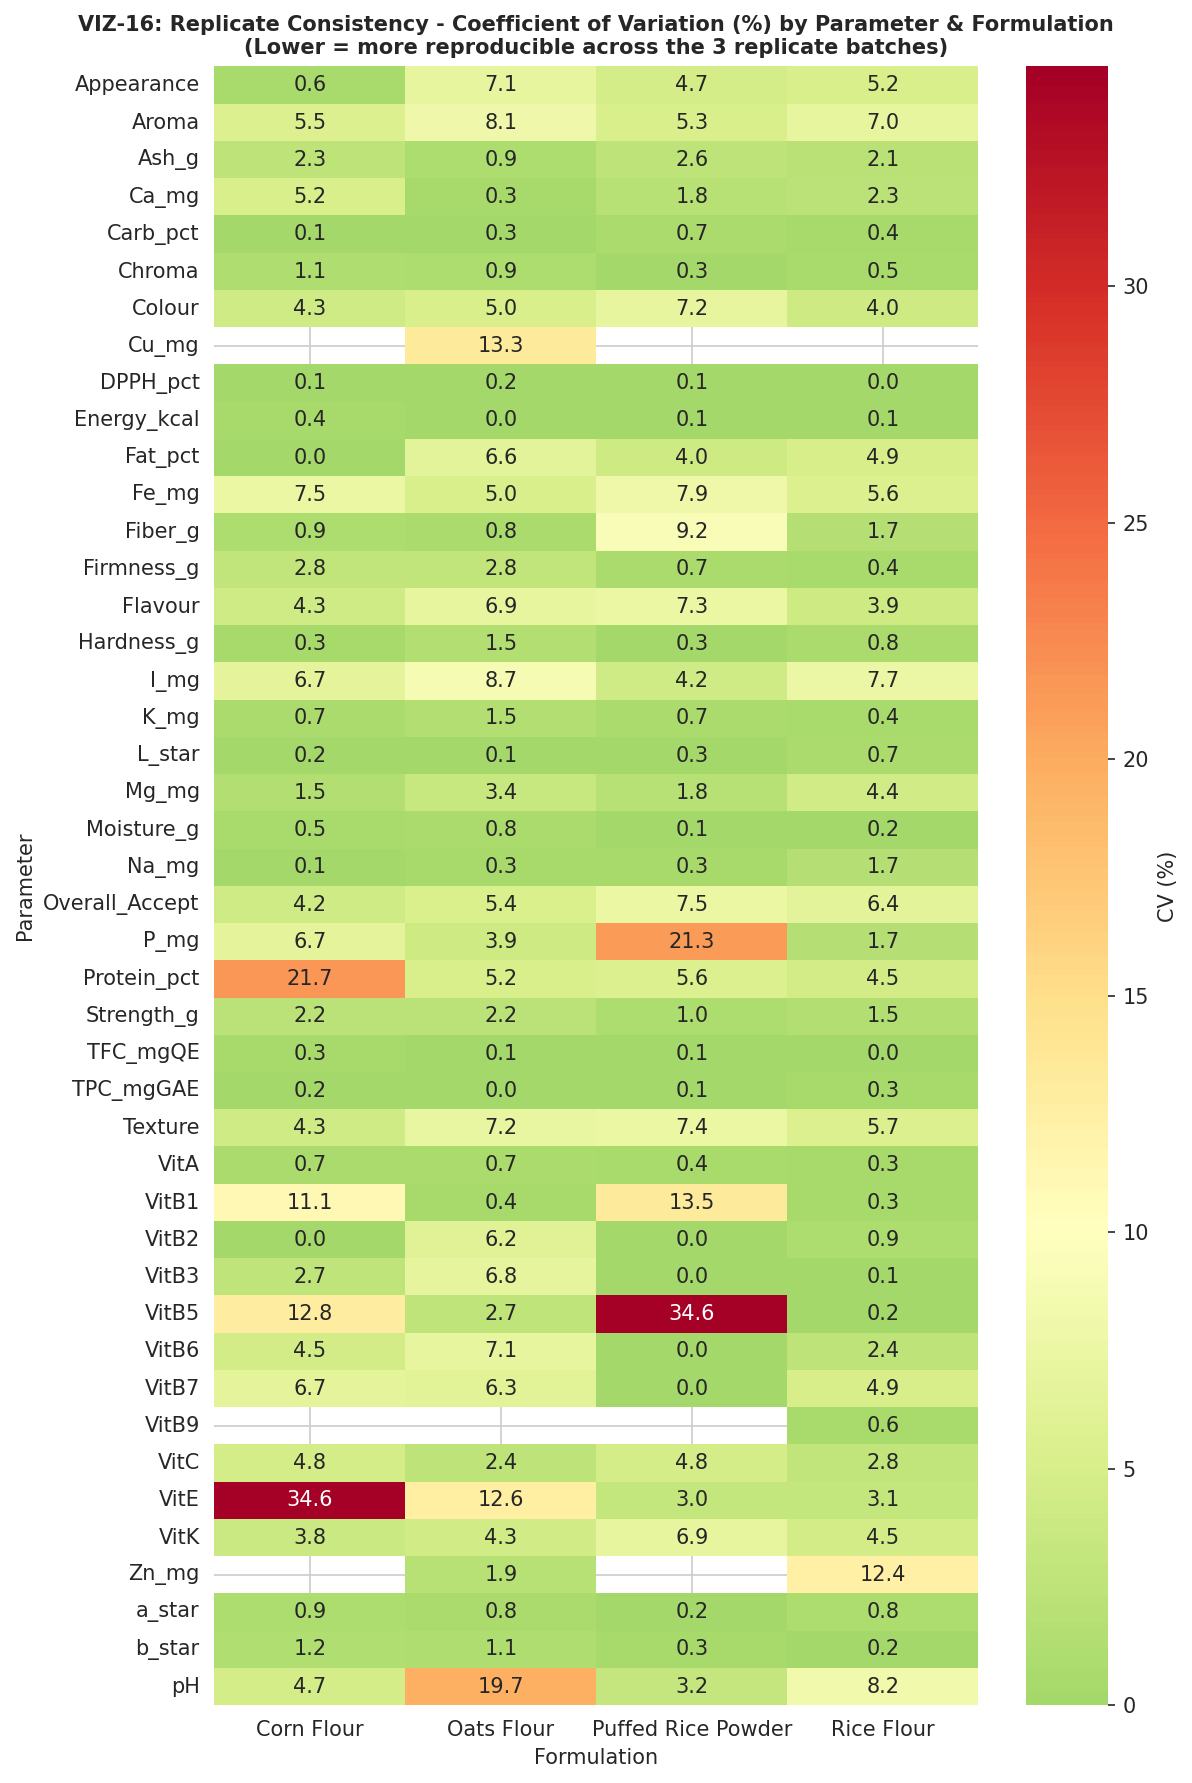 VIZ-16: Replicate Consistency - Coefficient of Variation (%) by Parameter & Formulation
(Lower = more reproducible across the 3 replicate batches)
Appearance 0.6 7.1 4.7 5.2
Aroma 5.5 8.1 5.3 7.0
Ash_g 2.3 0.9 2.6 2.1
Ca_mg 5.2 0.3 1.8 2.3
Carb_pct 0.1 0.3 0.7 0.4
Chroma 1.1 0.9 0.3 0.5
Colour 4.3 5.0 7.2 4.0
Cu_mg 13.3
DPPH_pct 0.1 0.2 0.1 0.0
Energy_kcal 0.4 0.0 0.1 0.1
Fat_pct 0.0 6.6 4.0 4.9
Fe_mg 7.5 5.0 7.9 5.6
Fiber_g 0.9 0.8 9.2 1.7
Firmness_g 2.8 2.8 0.7 0.4
Flavour 4.3 6.9 7.3 3.9
Hardness_g 0.3 1.5 0.3 0.8
I_mg 6.7 8.7 4.2 7.7
K_mg 0.7 1.5 0.7 0.4
L_star 0.2 0.1 0.3 0.7
Mg_mg 1.5 3.4 1.8 4.4
Moisture_g 0.5 0.8 0.1 0.2
Na_mg 0.1 0.3 0.3 1.7
Overall_Accept 4.2 5.4 7.5 6.4
P_mg 6.7 3.9 21.3 1.7
Protein_pct 21.7 5.2 5.6 4.5
Strength_g 2.2 2.2 1.0 1.5
TFC_mgQE 0.3 0.1 0.1 0.0
TPC_mgGAE 0.2 0.0 0.1 0.3
Texture 4.3 7.2 7.4 5.7
VitA 0.7 0.7 0.4 0.3
VitB1 11.1 0.4 13.5 0.3
VitB2 0.0 6.2 0.0 0.9
VitB3 2.7 6.8 0.0 0.1
VitB5 12.8 2.7 34.6 0.2
VitB6 4.5 7.1 0.0 2.4
VitB7 6.7 6.3 0.0 4.9
VitB9 0.6
VitC 4.8 2.4 4.8 2.8
VitE 34.6 12.6 3.0 3.1
VitK 3.8 4.3 6.9 4.5
Zn_mg 1.9 12.4
a_star 0.9 0.8 0.2 0.8
b_star 1.2 1.1 0.3 0.2
pH 4.7 19.7 3.2 8.2
Corn Flour Oats Flour Puffed Rice Powder Rice Flour
Formulation
Parameter
30
25
20
15
10
5
0
CV (%)